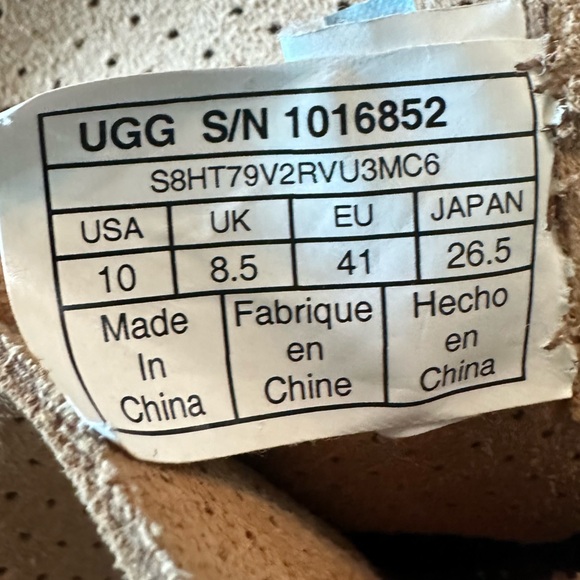 UGG S/N 1016852
S8HT79V2RVU3MC6
USA UK EU JAPAN
10 8.5 41 26.5
Made Fabrique Hecho
In en en
China Chine China